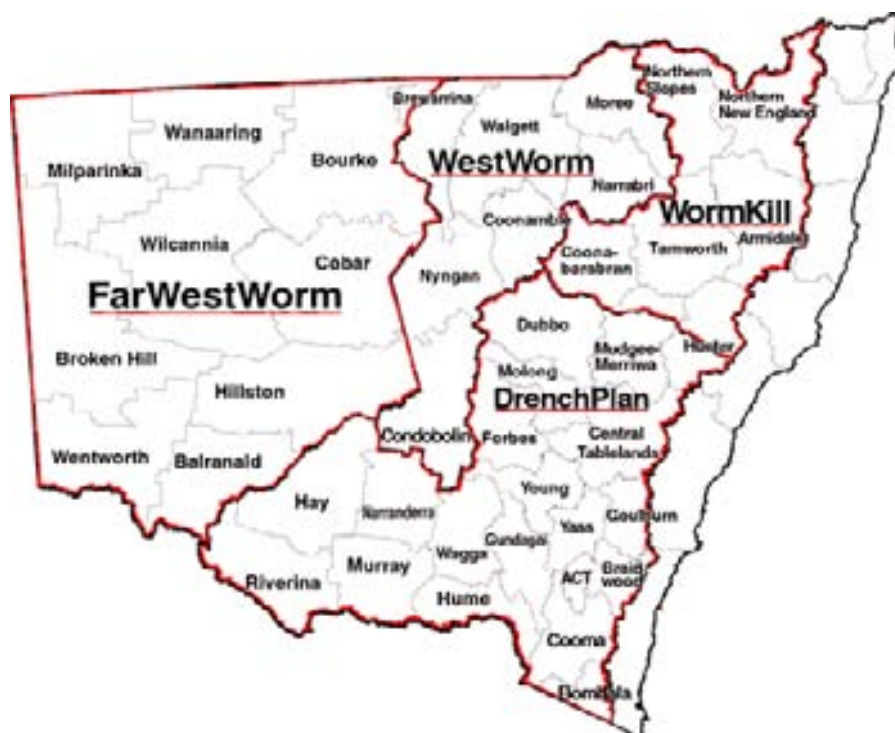 Northern
Slopes
Brewarrina
Moree
Northern
New England
Wanaaring
Walgett
Bourke
WestWorm
Milparinka
Narrabri
WormKill
Coonamble
Wilcannia
Armidale
Tamworth
Coona-
barabran
Cobar
Nyngan
FarWestWorm
Dubbo
Mudgee-
Merriwa
Hunter
Broken Hill
Molong
Hillston
DrenchPlan
Condobolin
Forbes
Central
Tablelands
Wentworth
Balranald
Young
Hay
Narranderra
Goulburn
Yass
Gundagai
Wagga
Murray
Riverina
ACT
Braid
wood
Hume
Cooma
Bombala